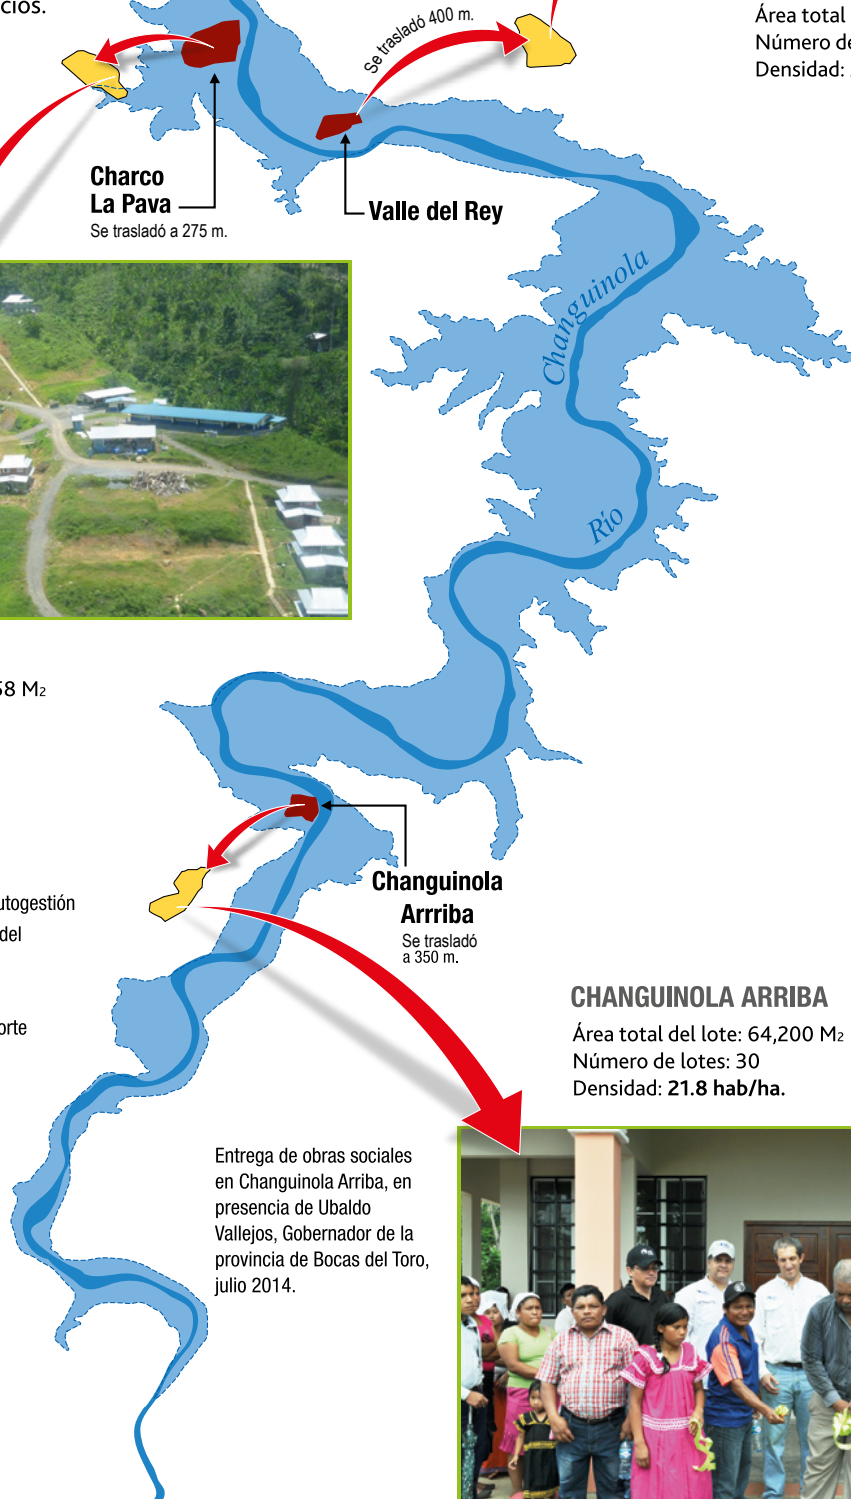 cios.
Se trasladó 400 m.
Área total
Número de
Densidad:
Charco
La Pava
Se trasladó a 275 m.
Valle del Rey
Changuinola
Río
58 M2
Changuinola
Arrriba
Se trasladó
a 350 m.
utogestión
del
orte
CHANGUINOLA ARRIBA
Área total del lote: 64,200 M2
Número de lotes: 30
Densidad: 21.8 hab/ha.
Entrega de obras sociales
en Changuinola Arriba, en
presencia de Ubaldo
Vallejos, Gobernador de la
provincia de Bocas del Toro,
julio 2014.